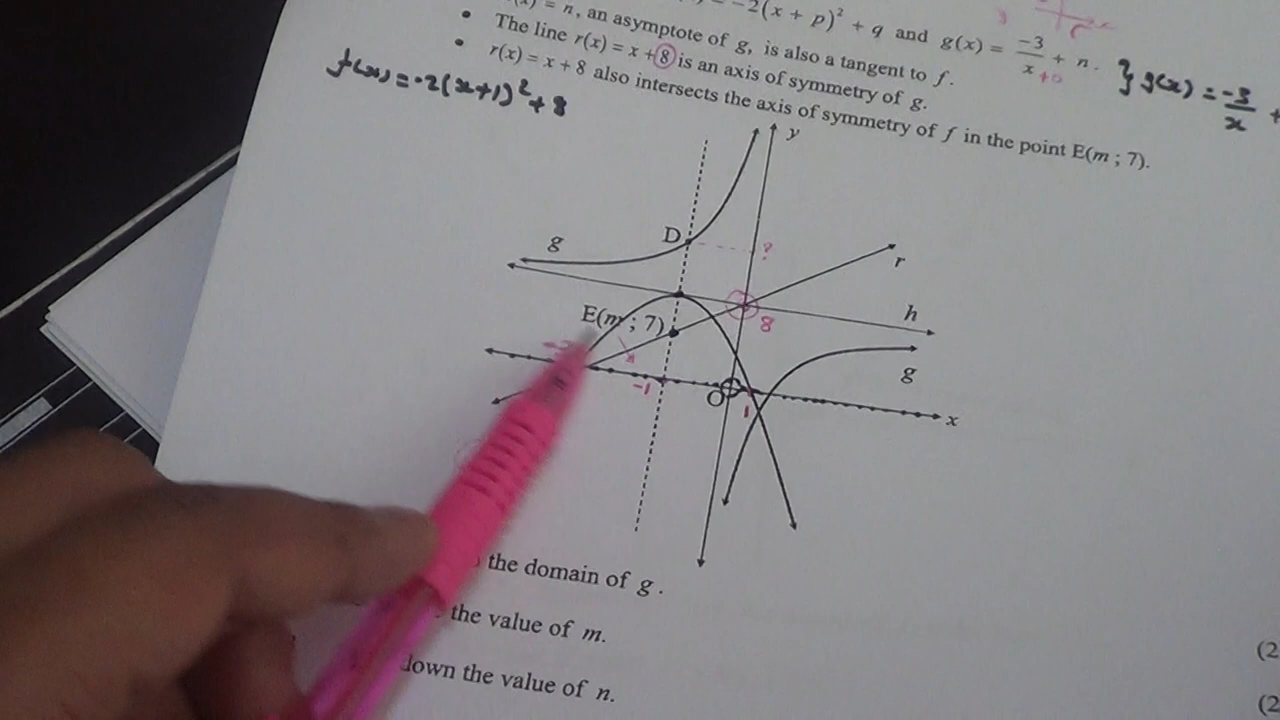 = −2(x + p)² + q and g(x) = −3/x + n.
(x) = n, an asymptote of g, is also a tangent to f.
• The line r(x) = x + 8 is an axis of symmetry of g.
• r(x) = x + 8 also intersects the axis of symmetry of f in the point E(m ; 7).
+0
} g(x) = -3/x +
f(x) = -2(x+1)² + 8
y
D
g
?
r
E(m ; 7)
h
8
g
-1
O
1
x
the domain of g.
the value of m.
down the value of n.
(2
(2